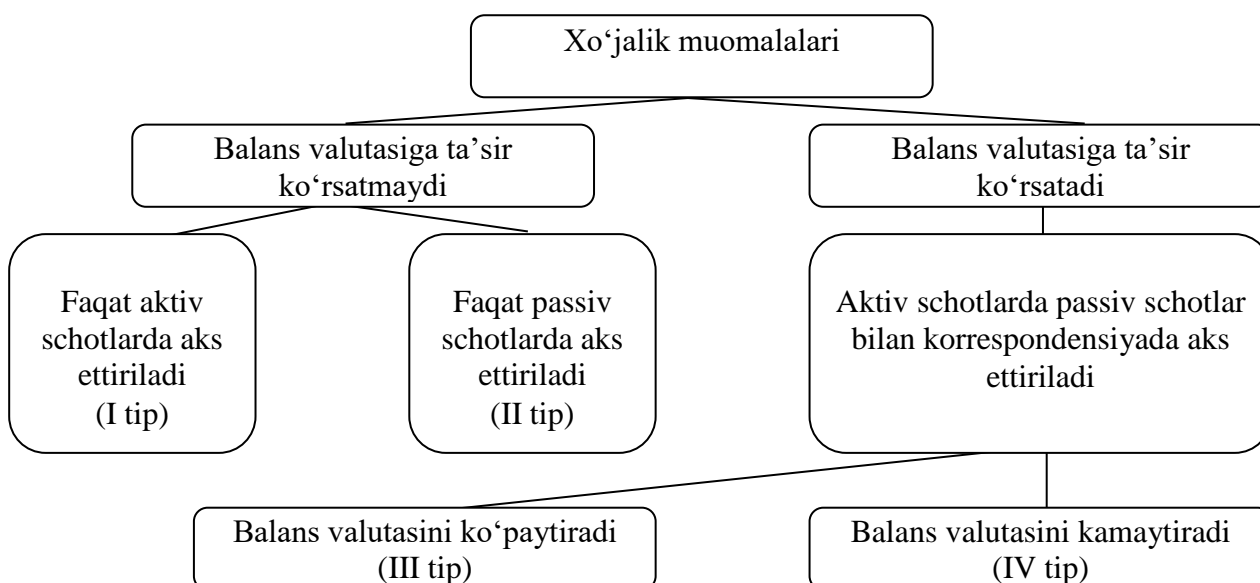 Xo‘jalik muomalalari
Balans valutasiga ta’sir
ko‘rsatmaydi
Balans valutasiga ta’sir
ko‘rsatadi
Faqat aktiv
schotlarda aks
ettiriladi
(I tip)
Faqat passiv
schotlarda aks
ettiriladi
(II tip)
Aktiv schotlarda passiv schotlar
bilan korrespondensiyada aks
ettiriladi
Balans valutasini ko‘paytiradi
(III tip)
Balans valutasini kamaytiradi
(IV tip)